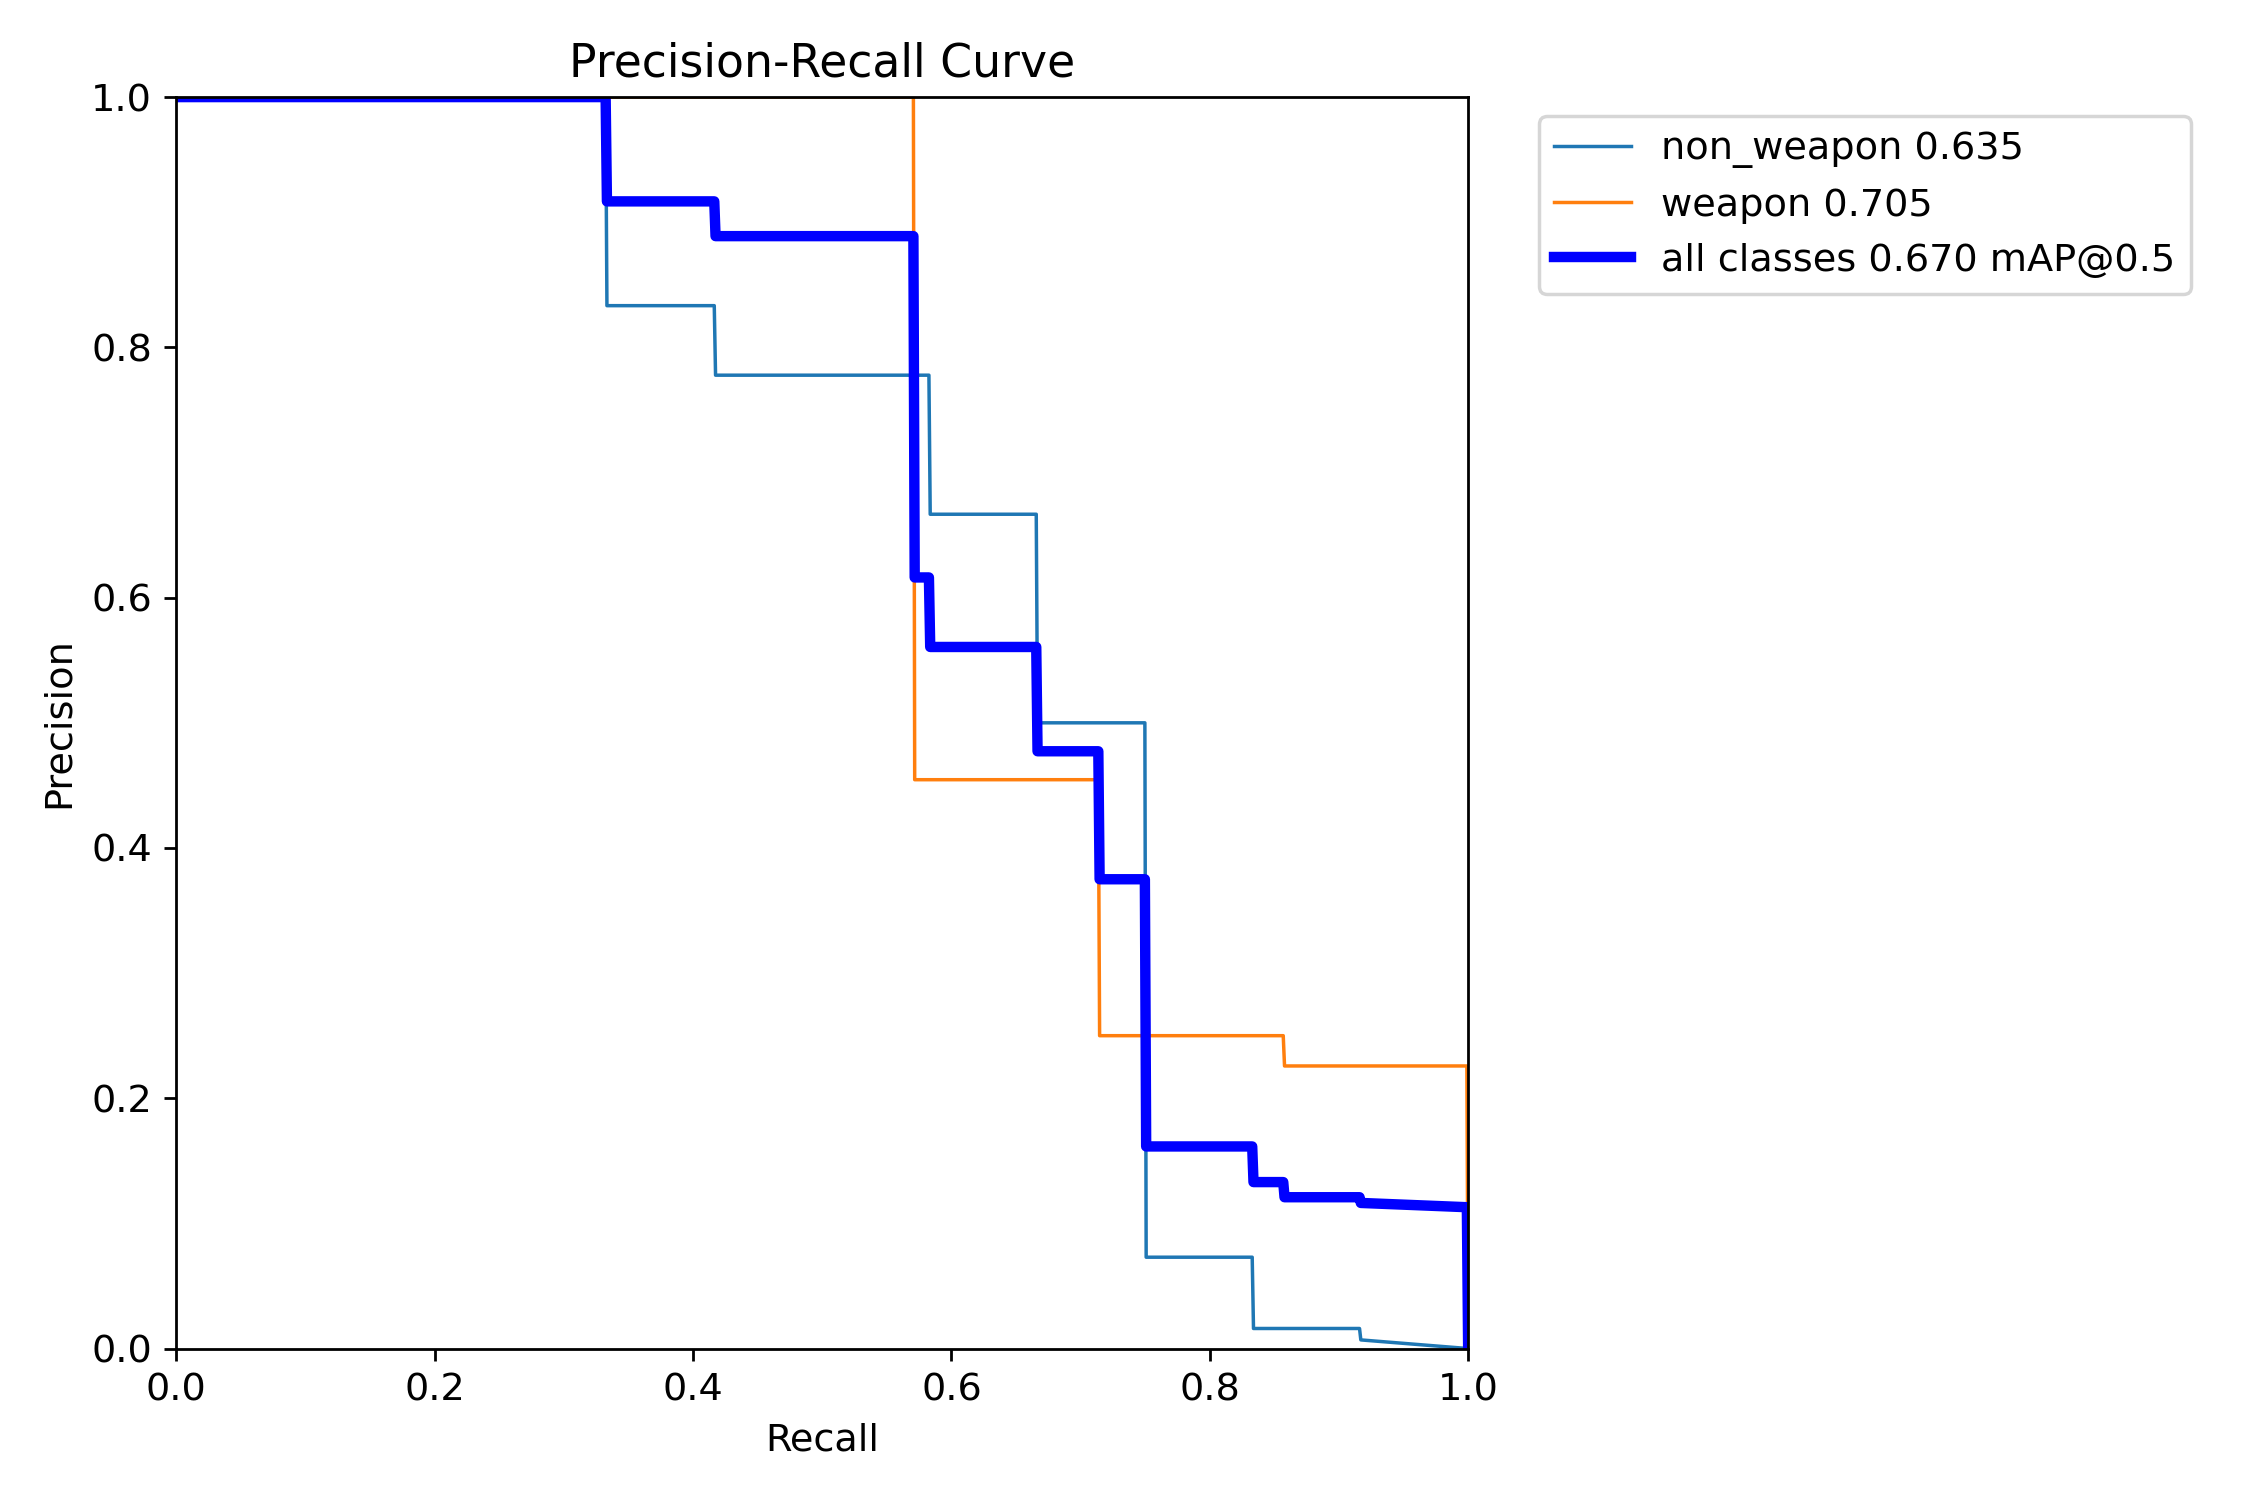 Precision-Recall Curve
1.0
0.8
0.6
0.4
0.2
0.0
Precision
0.0 0.2 0.4 0.6 0.8 1.0
Recall
non_weapon 0.635
weapon 0.705
all classes 0.670 mAP@0.5